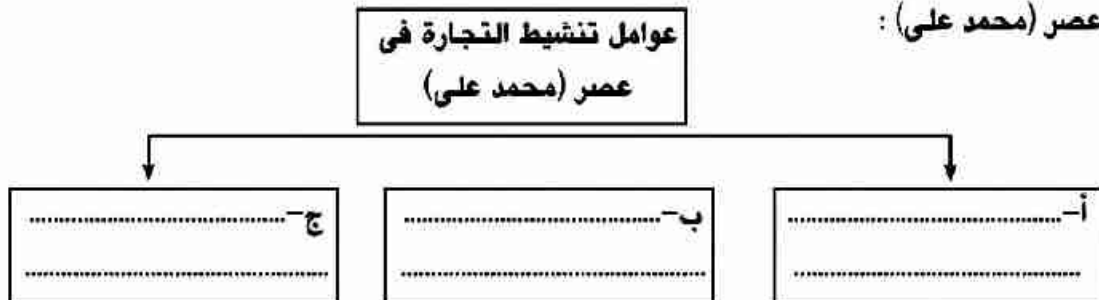 عصر (محمد على) :
عوامل تنشيط التجارة فى
عصر (محمد على)
أ-..........................................
............................................
ب-.......................................
...............................................
ج-.......................................
...............................................